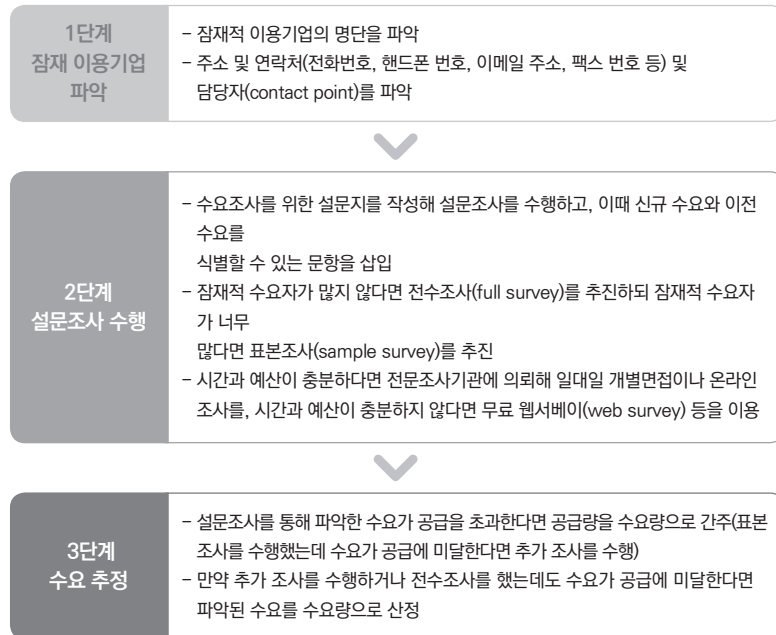 1단계
잠재 이용기업
파악
- 잠재적 이용기업의 명단을 파악
- 주소 및 연락처(전화번호, 핸드폰 번호, 이메일 주소, 팩스 번호 등) 및
담당자(contact point)를 파악
2단계
설문조사 수행
- 수요조사를 위한 설문지를 작성해 설문조사를 수행하고, 이때 신규 수요와 이전
수요를
식별할 수 있는 문항을 삽입
- 잠재적 수요자가 많지 않다면 전수조사(full survey)를 추진하되 잠재적 수요자
가 너무
많다면 표본조사(sample survey)를 추진
- 시간과 예산이 충분하다면 전문조사기관에 의뢰해 일대일 개별면접이나 온라인
조사를, 시간과 예산이 충분하지 않다면 무료 웹서베이(web survey) 등을 이용
3단계
수요 추정
- 설문조사를 통해 파악한 수요가 공급을 초과한다면 공급량을 수요량으로 간주(표본
조사를 수행했는데 수요가 공급에 미달한다면 추가 조사를 수행)
- 만약 추가 조사를 수행하거나 전수조사를 했는데도 수요가 공급에 미달한다면
파악된 수요를 수요량으로 산정